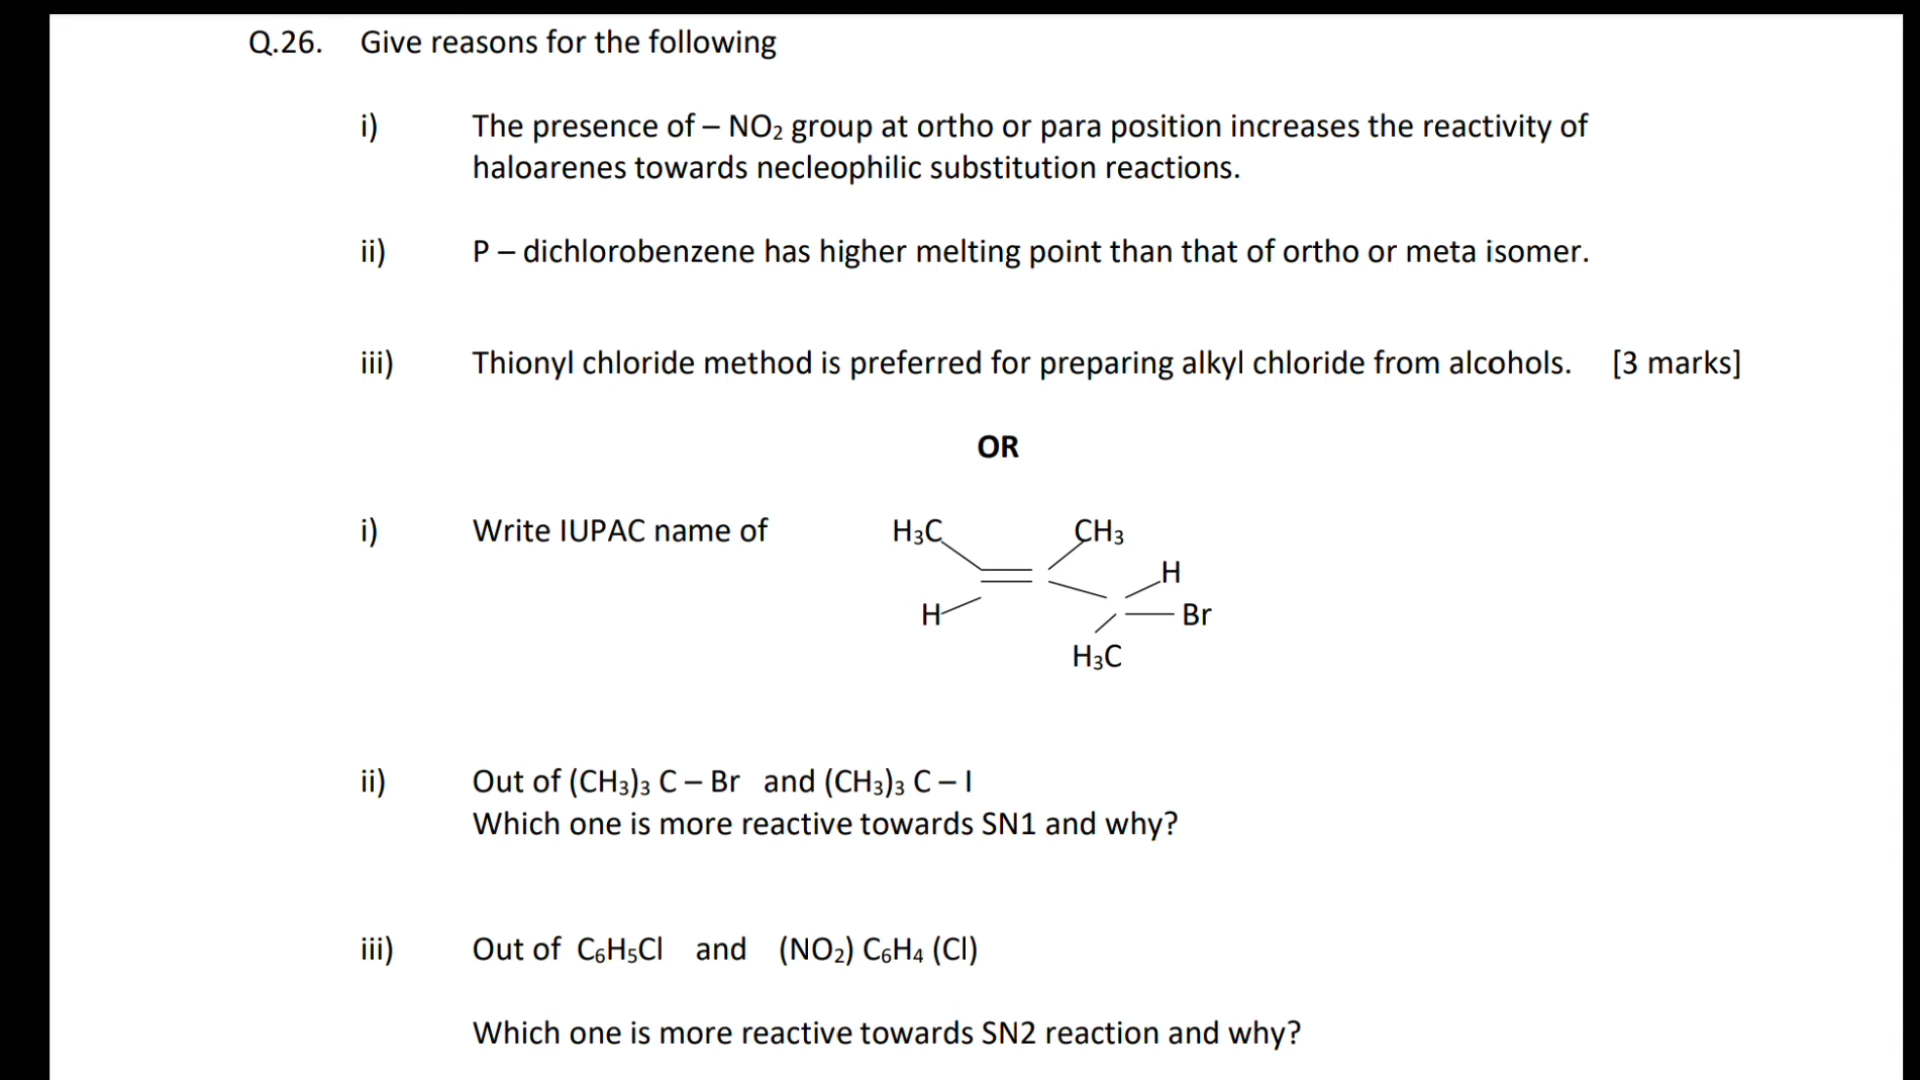 Q.26. Give reasons for the following
i) The presence of – NO₂ group at ortho or para position increases the reactivity of
haloarenes towards necleophilic substitution reactions.
ii) P – dichlorobenzene has higher melting point than that of ortho or meta isomer.
iii) Thionyl chloride method is preferred for preparing alkyl chloride from alcohols. [3 marks]
OR
i) Write IUPAC name of H₃C CH₃
H
H Br
H₃C
ii) Out of (CH₃)₃ C – Br and (CH₃)₃ C – I
Which one is more reactive towards SN1 and why?
iii) Out of C₆H₅Cl and (NO₂) C₆H₄ (Cl)
Which one is more reactive towards SN2 reaction and why?